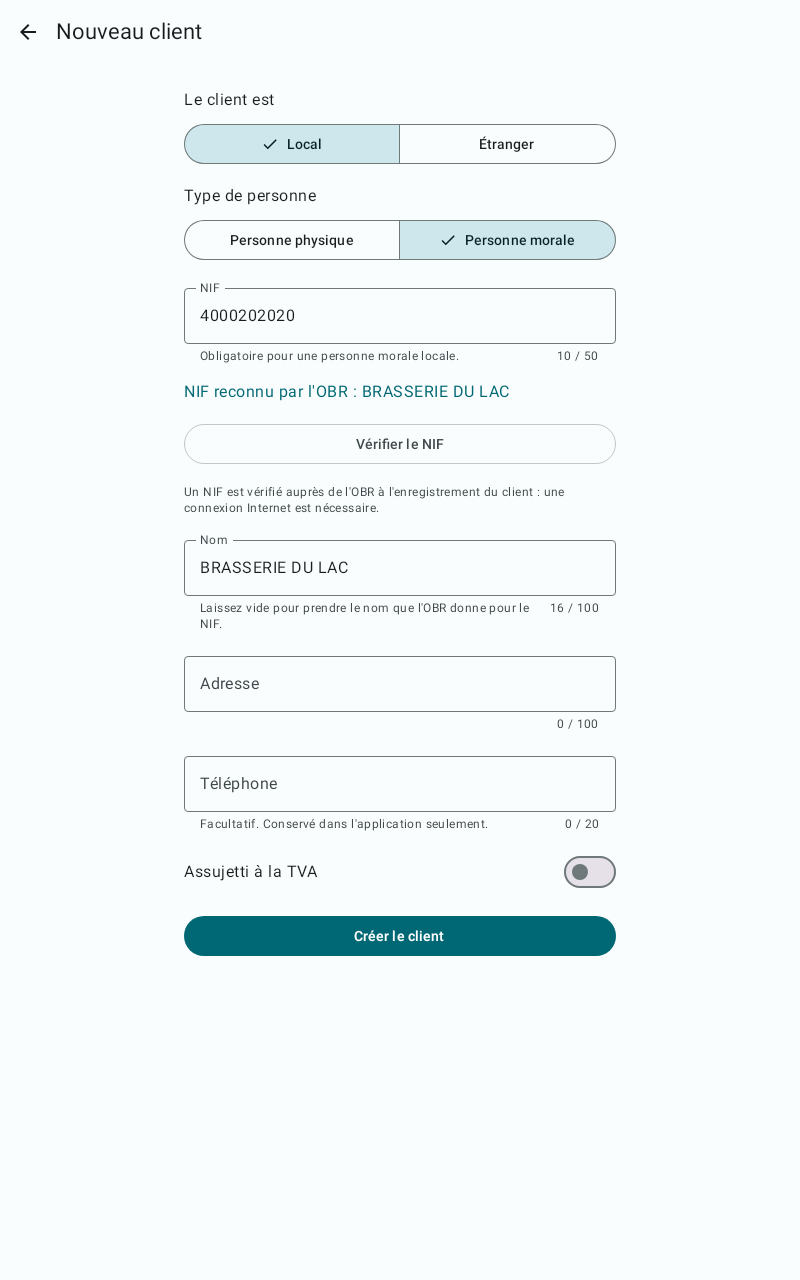 Nouveau client
Le client est
Local
Étranger
Type de personne
Personne physique
Personne morale
NIF
4000202020
Obligatoire pour une personne morale locale.
10 / 50
NIF reconnu par l'OBR : BRASSERIE DU LAC
Vérifier le NIF
Un NIF est vérifié auprès de l'OBR à l'enregistrement du client : une
connexion Internet est nécessaire.
Nom
BRASSERIE DU LAC
Laissez vide pour prendre le nom que l'OBR donne pour le
NIF.
16 / 100
Adresse
0 / 100
Téléphone
Facultatif. Conservé dans l'application seulement.
0 / 20
Assujetti à la TVA
Créer le client